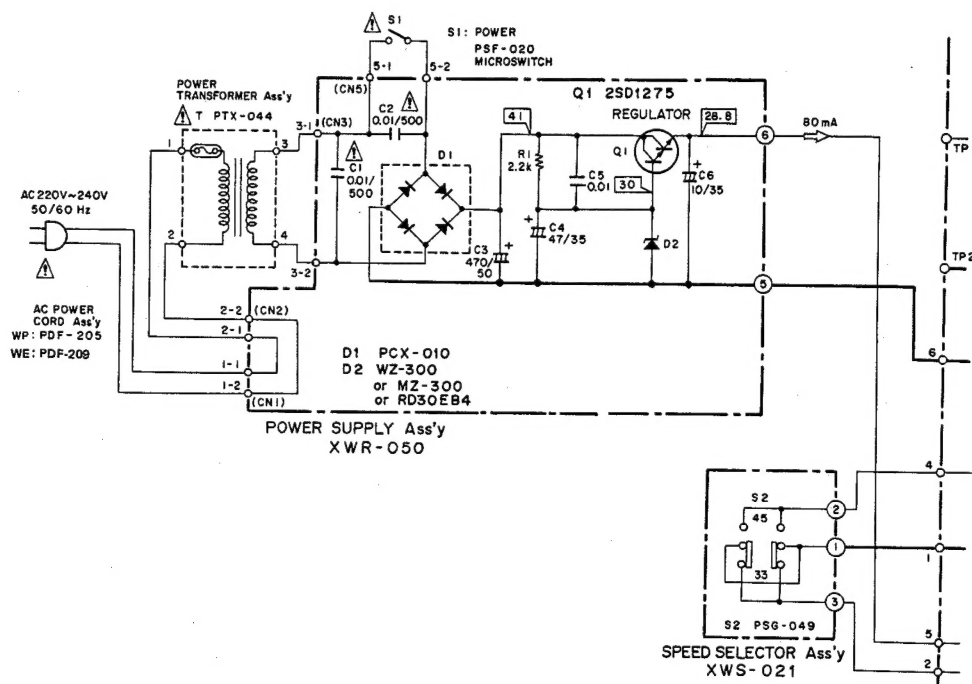 S1
S1: POWER
PSF-020
MICROSWITCH
5-1
5-2
(CN5)
POWER
TRANSFORMER Ass'y
T PTX-044
1
2
3
4
3-1
(CN3)
3-2
C2
0.01/500
C1
0.01/
500
D1
Q1 2SD1275
REGULATOR
41
28.8
Q1
R1
2.2k
C5
0.01
30
C6
10/35
+
C4
47/35
+
D2
C3
470/
50
+
+
6
80mA
5
TP
TP2
AC 220V~240V
50/60 Hz
AC POWER
CORD Ass'y
WP: PDF-205
WE: PDF-209
2-2
(CN2)
2-1
1-1
1-2
(CN1)
D1 PCX-010
D2 WZ-300
or MZ-300
or RD30EB4
POWER SUPPLY Ass'y
XWR-050
6
4
S2
45
2
1
1
33
3
S2 PSG-049
5
SPEED SELECTOR Ass'y
XWS-021
2